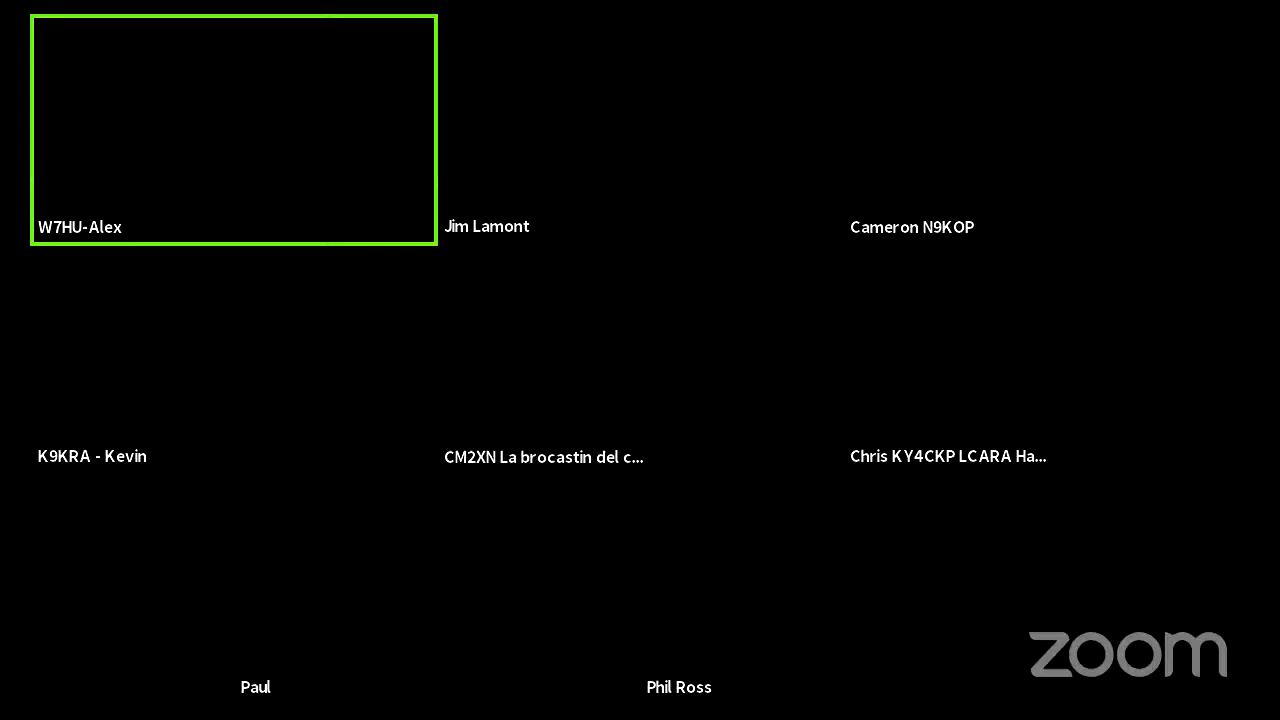 W7HU-Alex
Jim Lamont
Cameron N9KOP
K9KRA - Kevin
CM2XN La brocastin del c...
Chris KY4CKP LCARA Ha...
Paul
Phil Ross
zoom